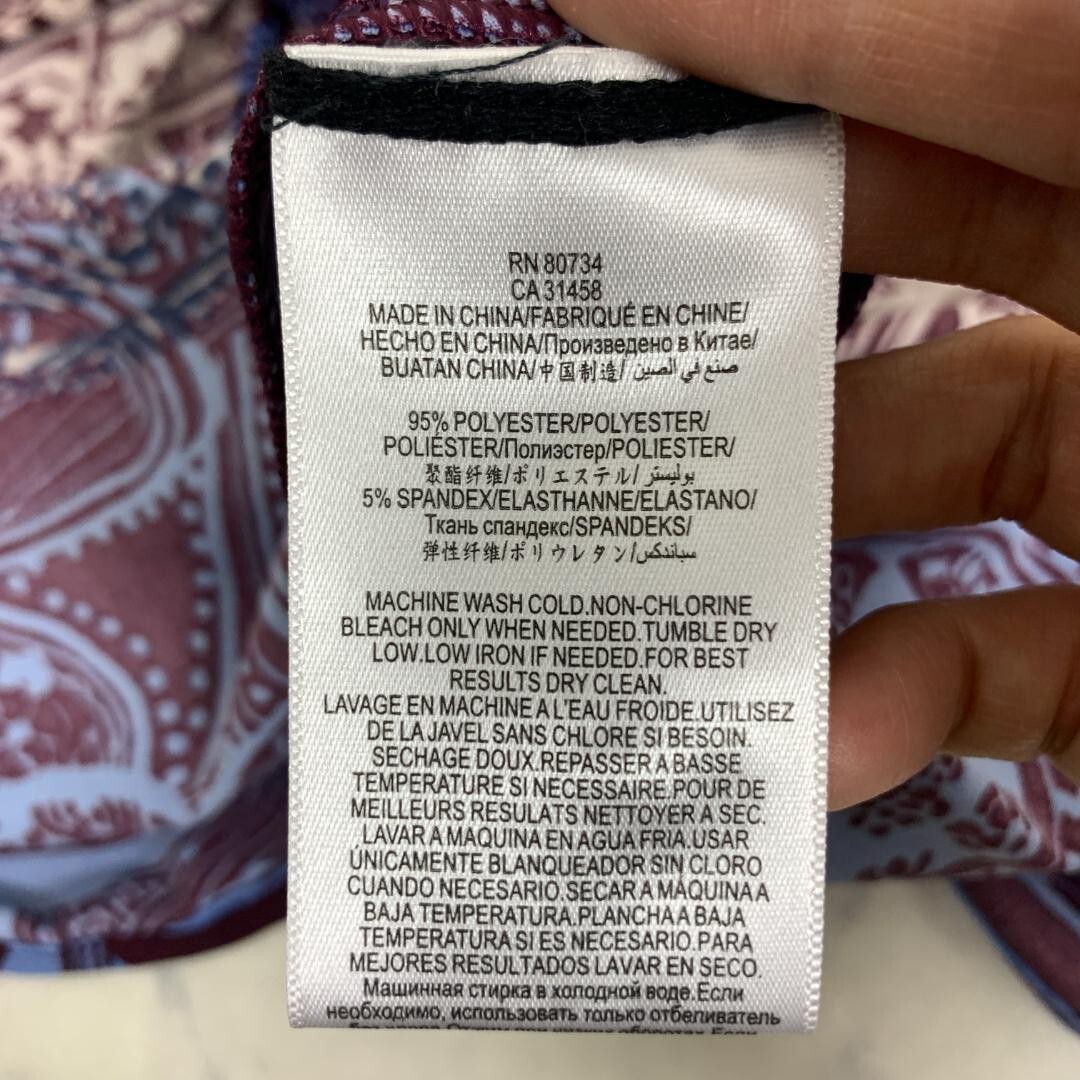 RN 80734
CA 31458
MADE IN CHINA/FABRIQUÉ EN CHINE/
HECHO EN CHINA/Произведено в Китае/
BUATAN CHINA/中国制造/ صنع في الصين
95% POLYESTER/POLYESTER/
POLIÉSTER/Полиэстер/POLIESTER/
聚酯纤维/ポリエステル/ بوليستر
5% SPANDEX/ELASTHANNE/ELASTANO/
Ткань спандекс/SPANDEKS/
弹性纤维/ポリウレタン/سباندكس
MACHINE WASH COLD.NON-CHLORINE
BLEACH ONLY WHEN NEEDED.TUMBLE DRY
LOW.LOW IRON IF NEEDED.FOR BEST
RESULTS DRY CLEAN.
LAVAGE EN MACHINE A L'EAU FROIDE.UTILISEZ
DE LA JAVEL SANS CHLORE SI BESOIN.
SECHAGE DOUX.REPASSER A BASSE
TEMPERATURE SI NECESSAIRE.POUR DE
MEILLEURS RESULATS NETTOYER A SEC.
LAVAR A MAQUINA EN AGUA FRIA.USAR
ÚNICAMENTE BLANQUEADOR SIN CLORO
CUANDO NECESARIO.SECAR A MÁQUINA A
BAJA TEMPERATURA.PLANCHA A BAJA
TEMPERATURA SI ES NECESARIO.PARA
MEJORES RESULTADOS LAVAR EN SECO.
Машинная стирка в холодной воде.Если
необходимо, использовать только отбеливатель